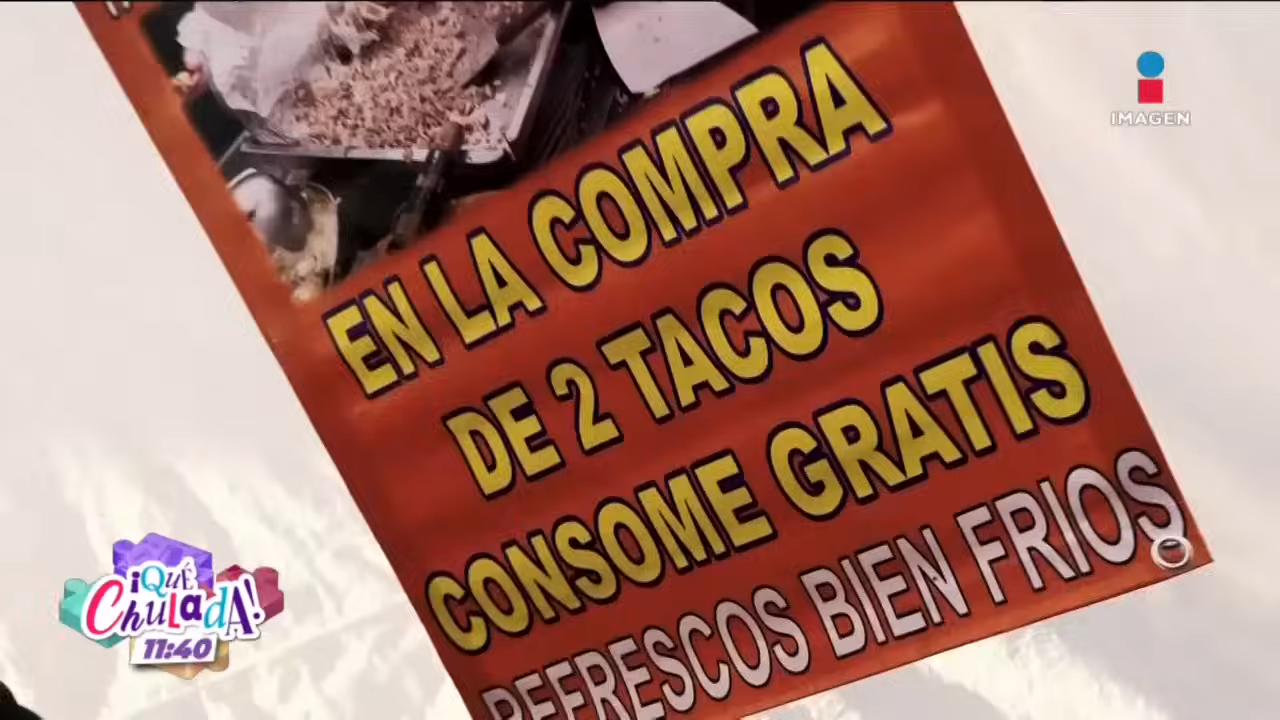 IMAGEN
EN LA COMPRA
DE 2 TACOS
CONSOME GRATIS
REFRESCOS BIEN FRIOS
¡QUÉ
CHULADA!
11:40